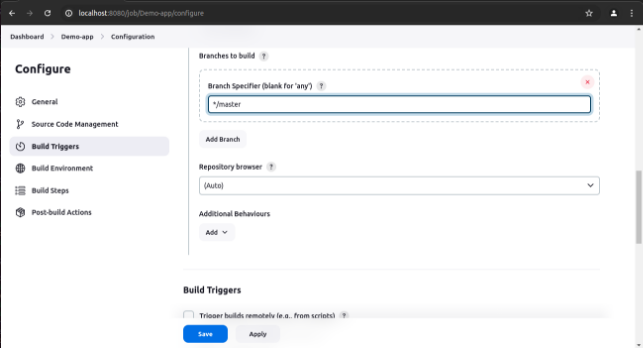 localhost:8080/job/Demo-app/configure
Dashboard > Demo-app > Configuration
Configure
General
Source Code Management
Build Triggers
Build Environment
Build Steps
Post-build Actions
Branches to build ?
Branch Specifier (blank for 'any') ?
*/master
Add Branch
Repository browser ?
(Auto)
Additional Behaviours
Add
Build Triggers
Trigger builds remotely (e.g., from scripts) ?
Save Apply